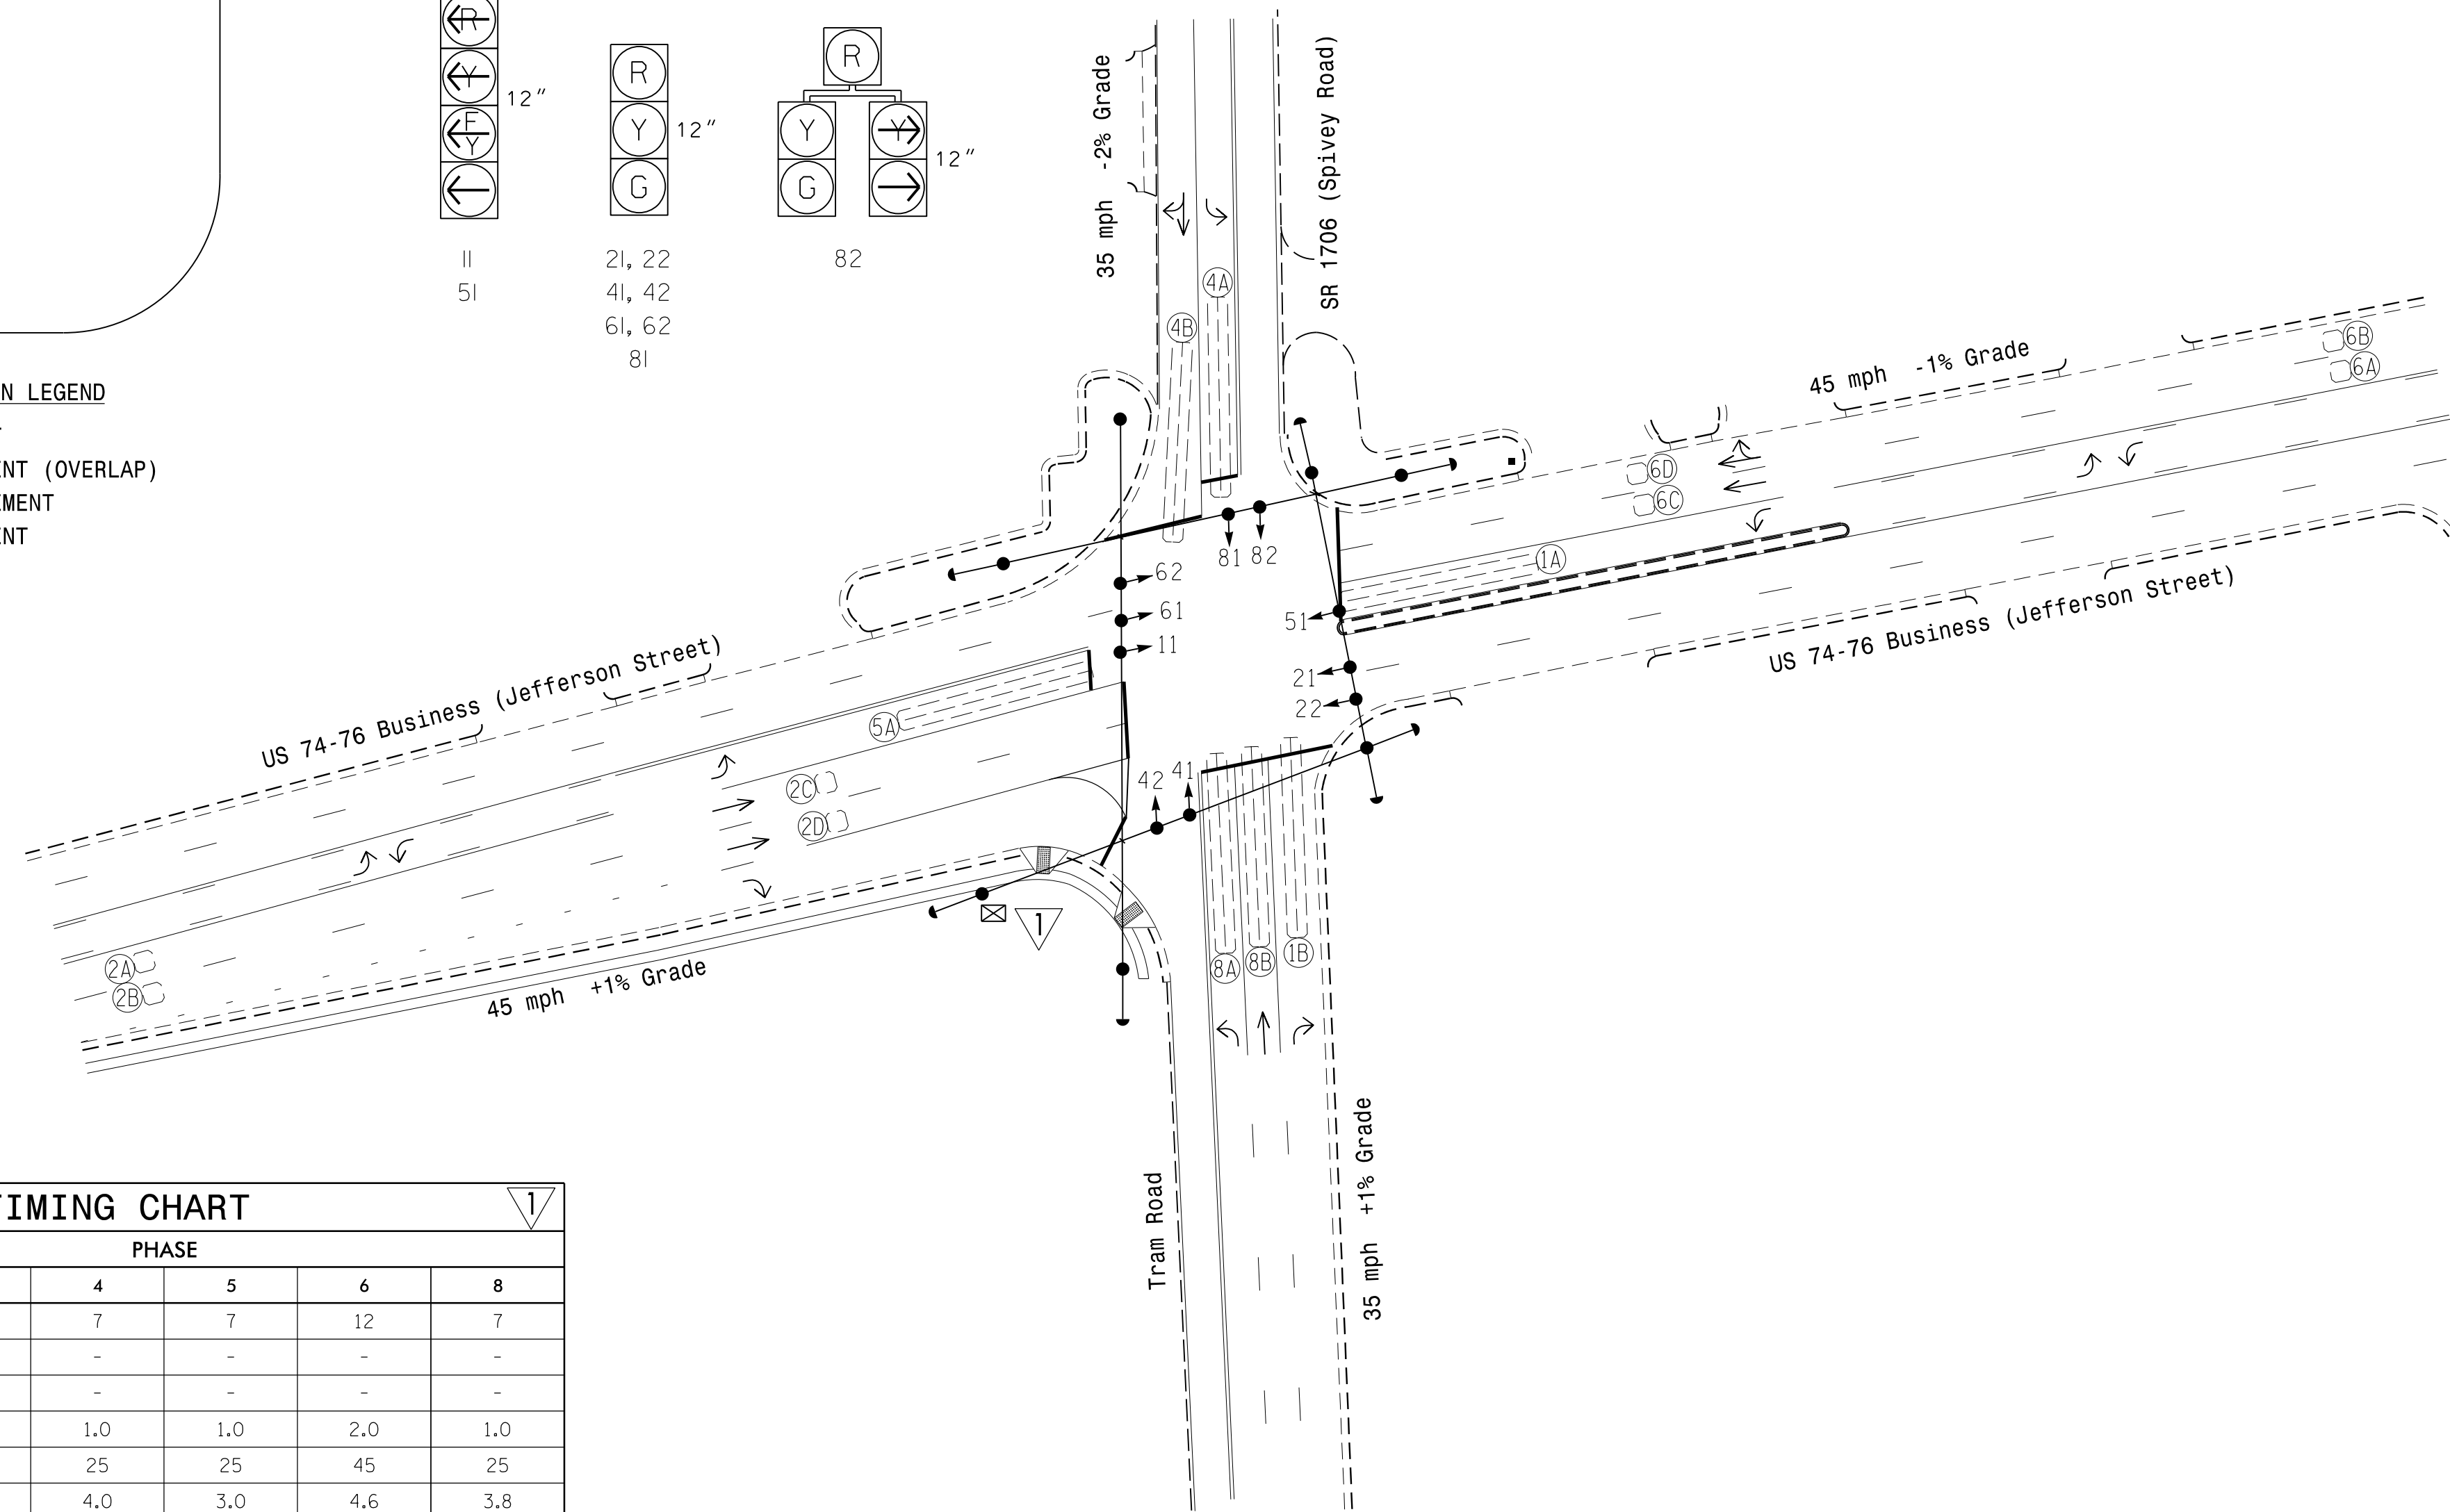 R
Y
F
Y
12"
11
51
R
Y
G
12"
21, 22
41, 42
61, 62
81
R
Y
Y
G
12"
82
N LEGEND
NT (OVERLAP)
EMENT
ENT
35 mph -2% Grade
SR 1706 (Spivey Road)
4A
4B
45 mph -1% Grade
6B
6A
6D
6C
1A
81 82
62
61
11
51
21
22
US 74-76 Business (Jefferson Street)
US 74-76 Business (Jefferson Street)
5A
2C
2D
42 41
1
2A
2B
45 mph +1% Grade
8A
8B
1B
Tram Road
35 mph +1% Grade
TIMING CHART
1
PHASE
4 5 6 8
7 7 12 7
- - - -
- - - -
1.0 1.0 2.0 1.0
25 25 45 25
4.0 3.0 4.6 3.8